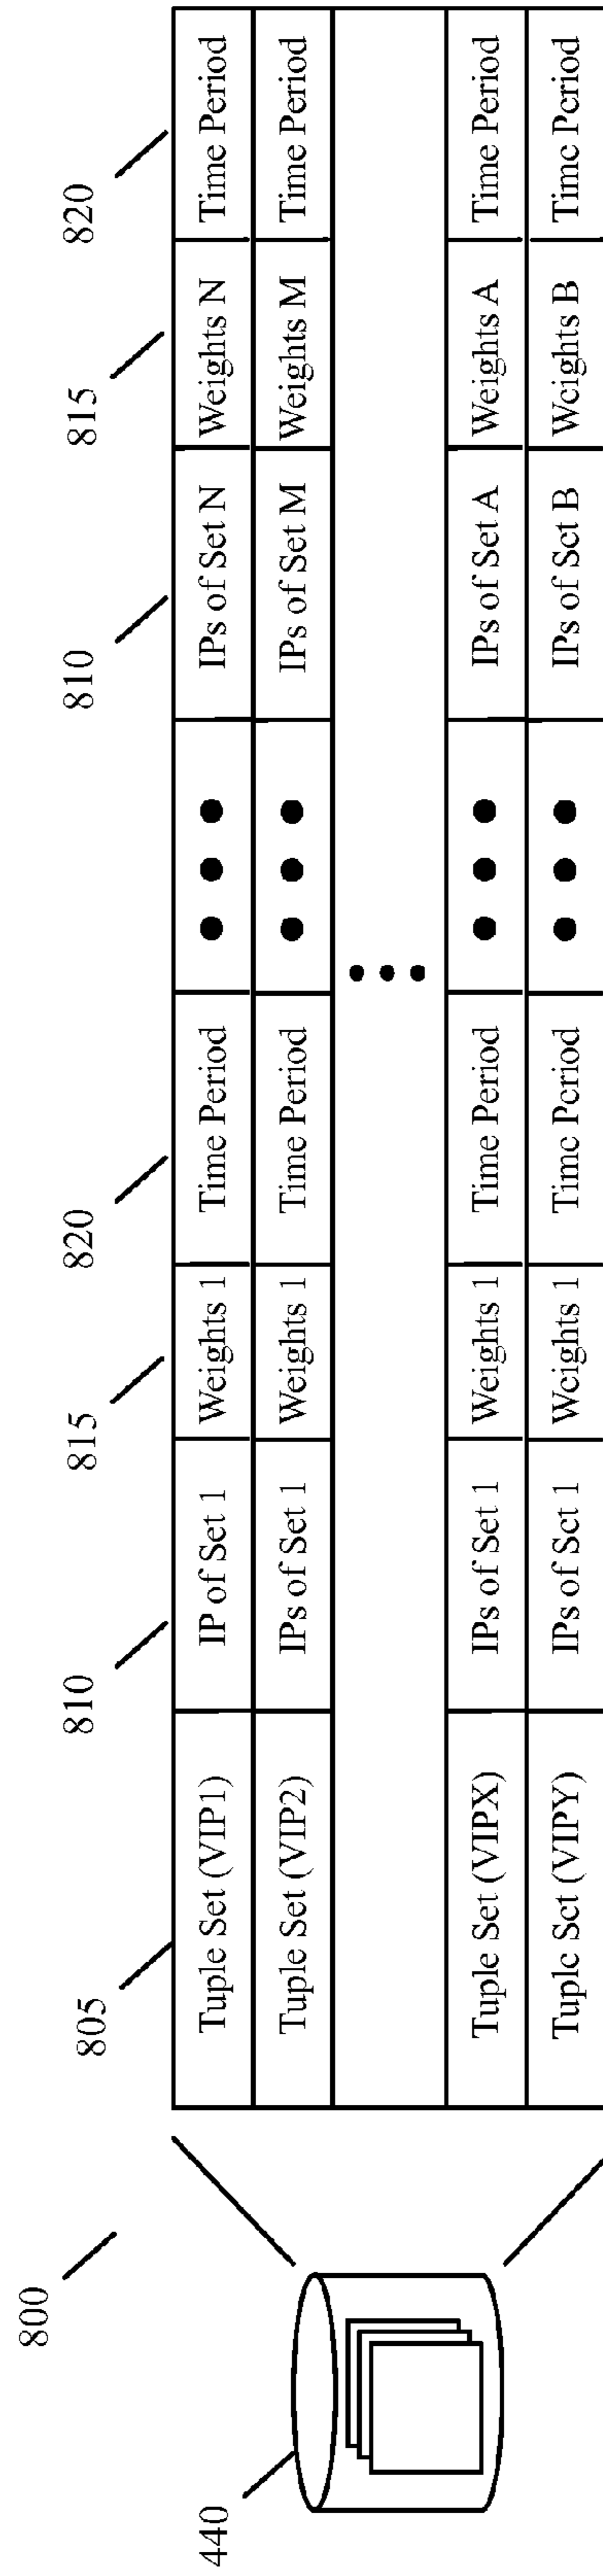 800
805 810 815 820 810 815 820
Tuple Set (VIP1) IP of Set 1 Weights 1 Time Period ● ● ● IPs of Set N Weights N Time Period
Tuple Set (VIP2) IPs of Set 1 Weights 1 Time Period ● ● ● IPs of Set M Weights M Time Period
● ● ●
440
Tuple Set (VIPX) IPs of Set 1 Weights 1 Time Period ● ● ● IPs of Set A Weights A Time Period
Tuple Set (VIPY) IPs of Set 1 Weights 1 Time Period ● ● ● IPs of Set B Weights B Time Period